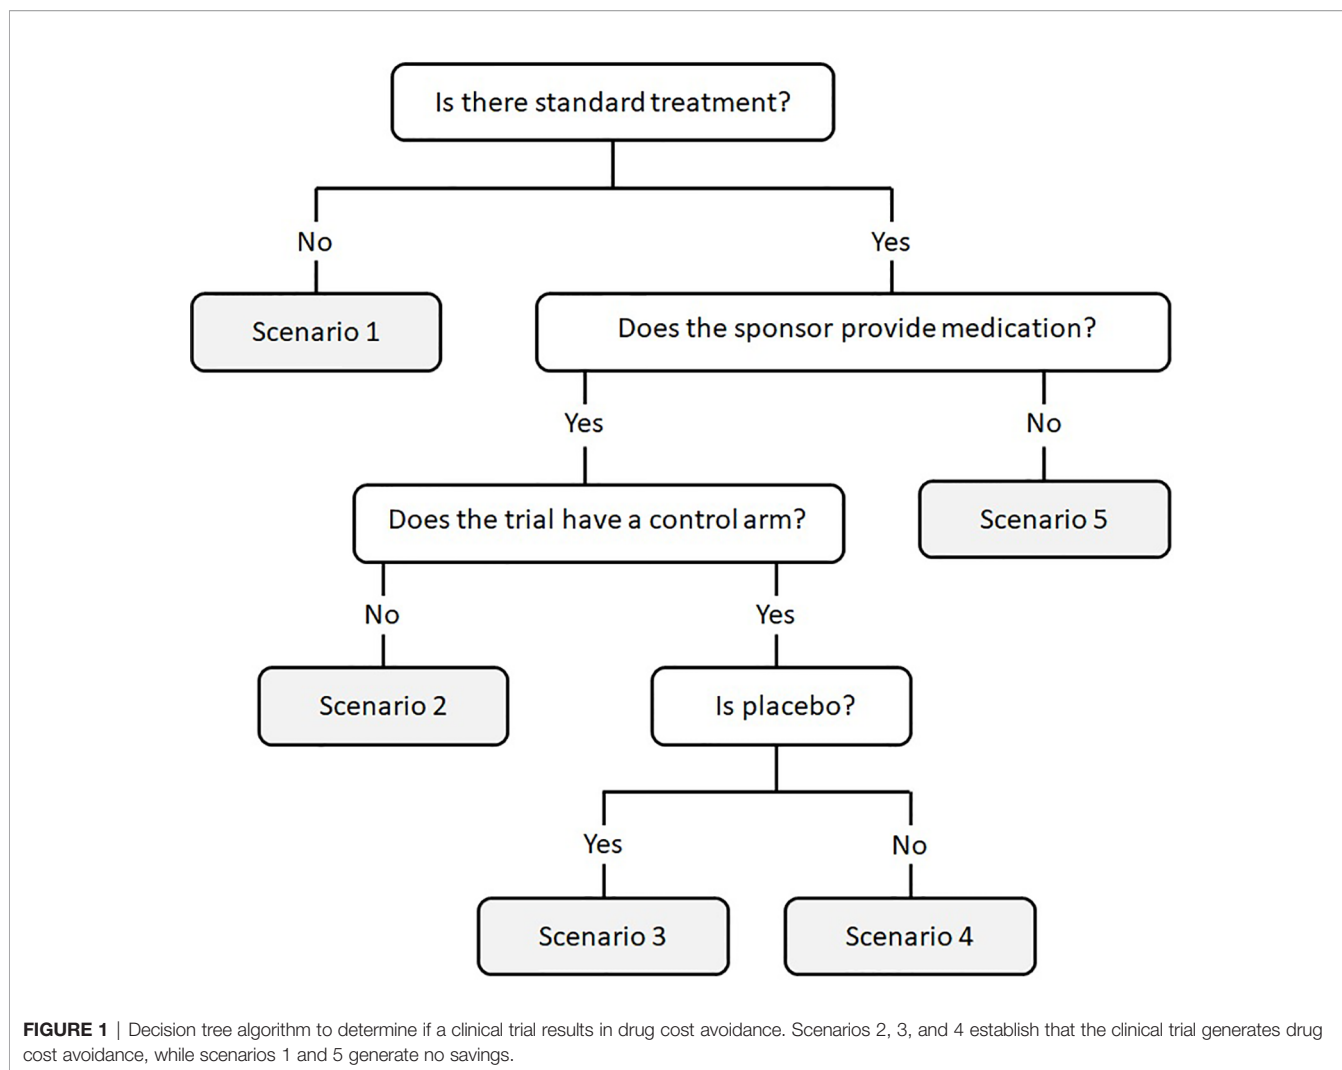 Is there standard treatment?
No
Yes
Scenario 1
Does the sponsor provide medication?
Yes
No
Does the trial have a control arm?
Scenario 5
No
Yes
Scenario 2
Is placebo?
Yes
No
Scenario 3
Scenario 4
FIGURE 1 | Decision tree algorithm to determine if a clinical trial results in drug cost avoidance. Scenarios 2, 3, and 4 establish that the clinical trial generates drug
cost avoidance, while scenarios 1 and 5 generate no savings.